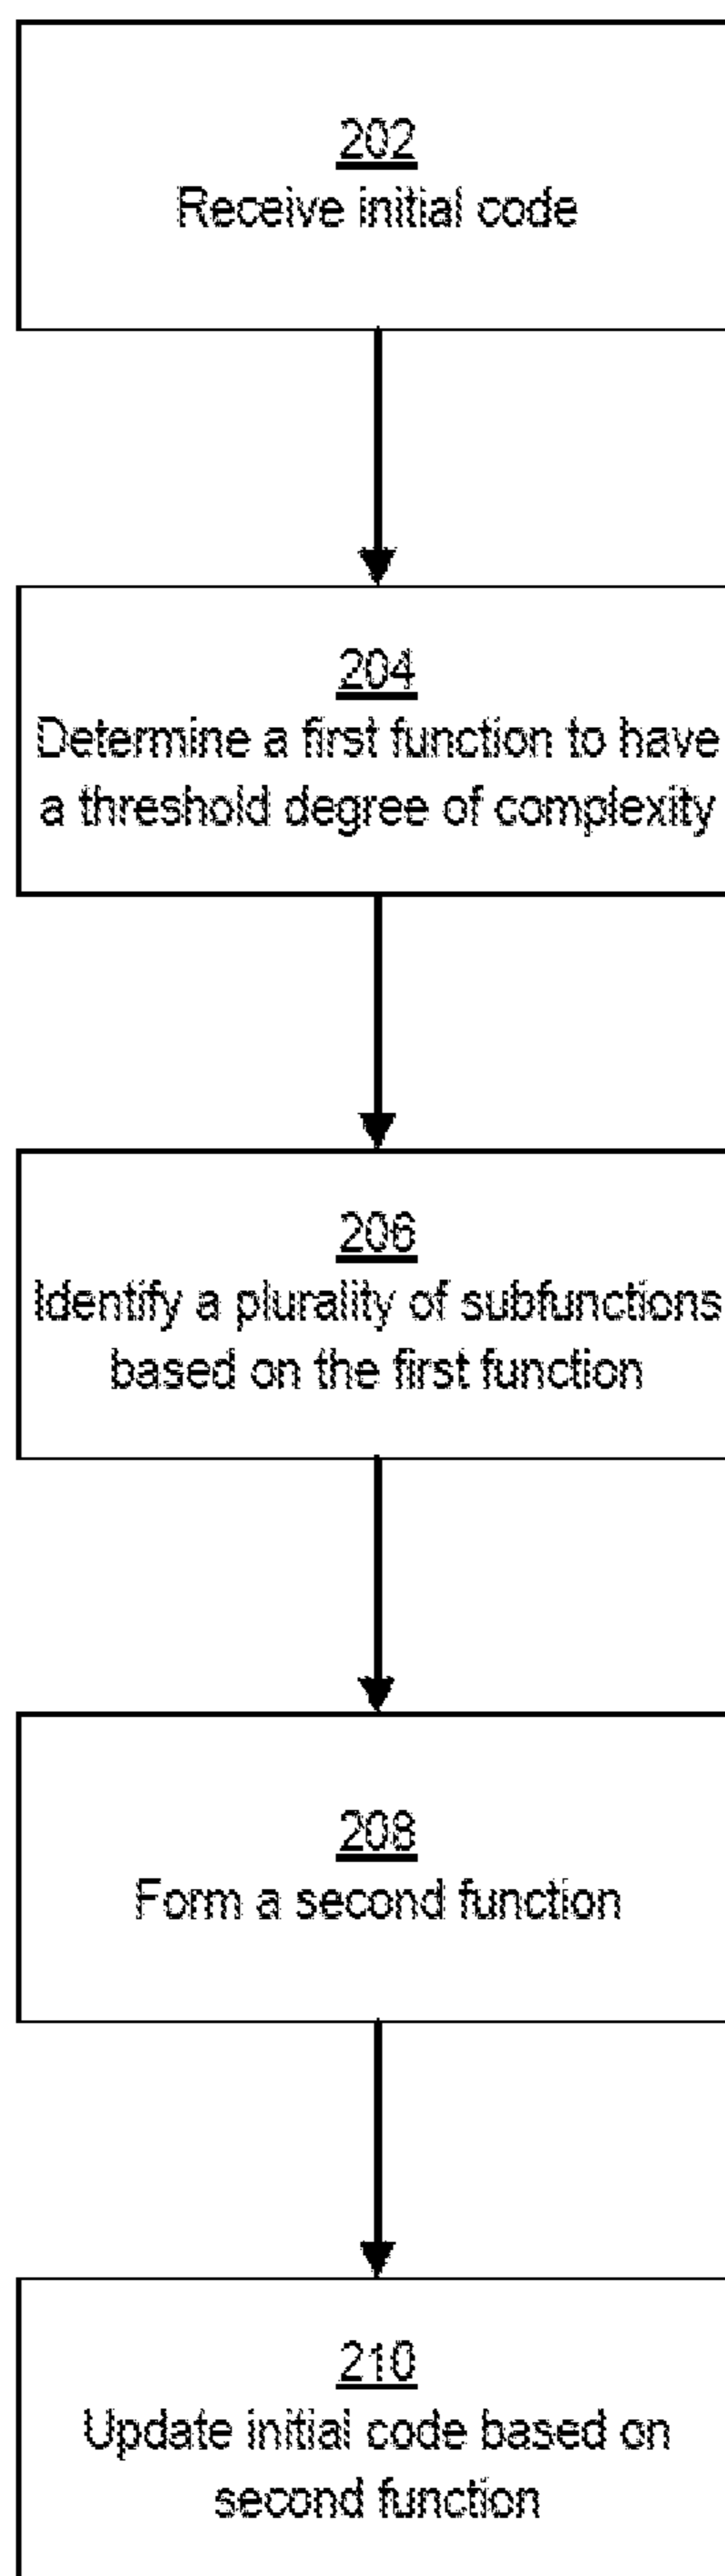 202
Receive initial code
204
Determine a first function to have
a threshold degree of complexity
206
Identify a plurality of subfunctions
based on the first function
208
Form a second function
210
Update initial code based on
second function